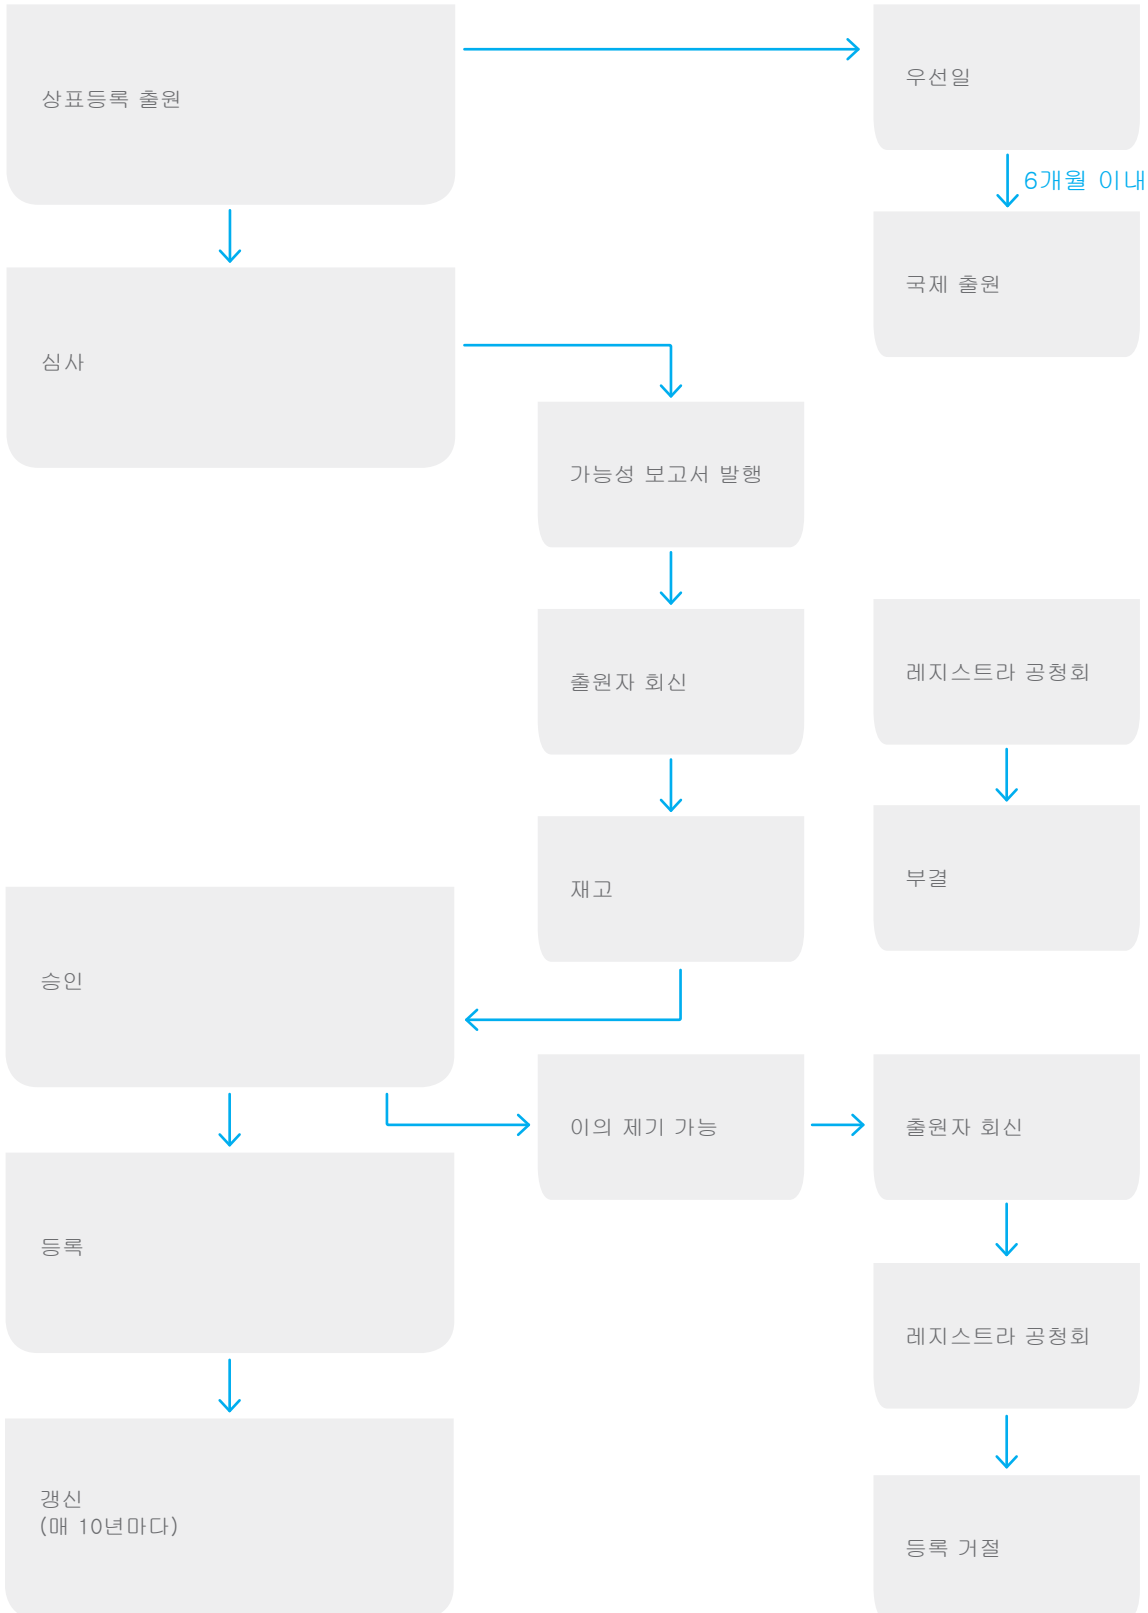 상표등록 출원
우선일
6개월 이내
국제 출원
심사
가능성 보고서 발행
출원자 회신
레지스트라 공청회
재고
부결
승인
이의 제기 가능
출원자 회신
등록
레지스트라 공청회
갱신
(매 10년마다)
등록 거절